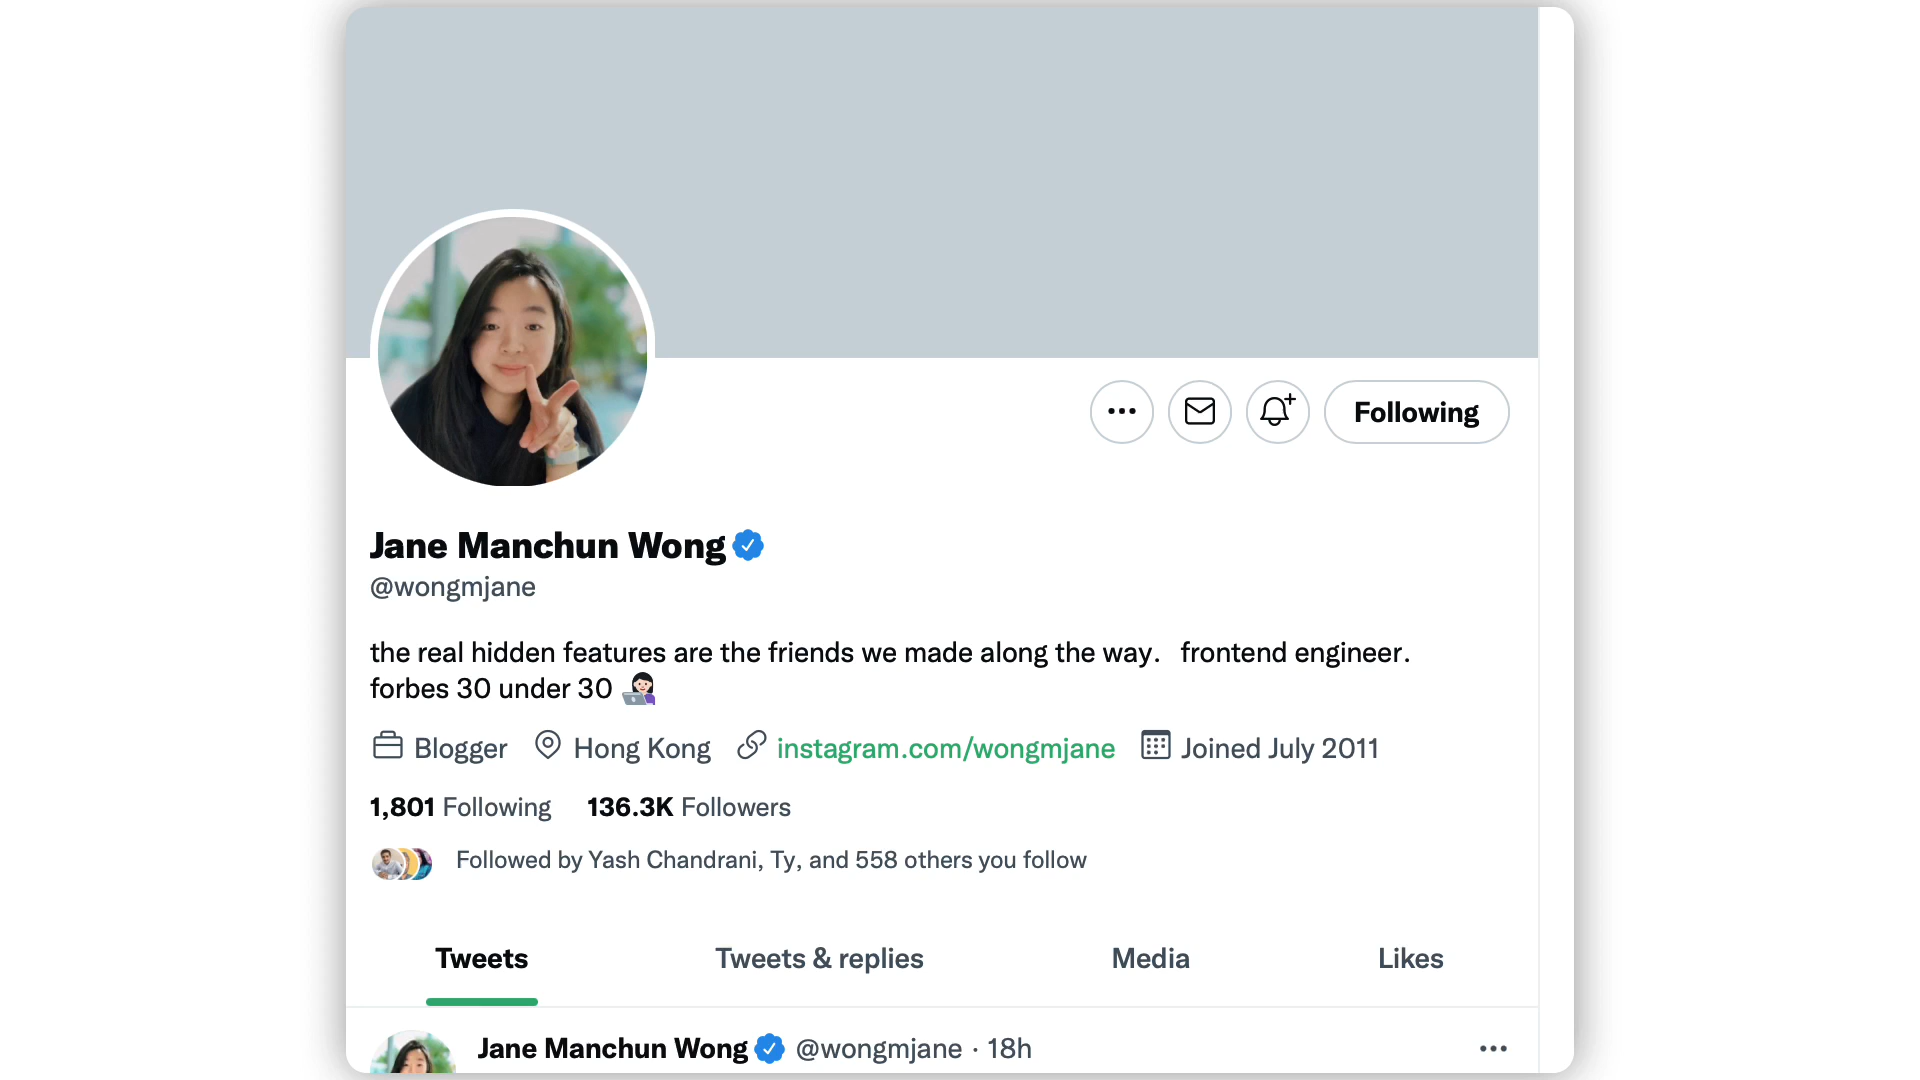 Following
Jane Manchun Wong
@wongmjane
the real hidden features are the friends we made along the way.   frontend engineer.
forbes 30 under 30
Blogger Hong Kong instagram.com/wongmjane Joined July 2011
1,801 Following 136.3K Followers
Followed by Yash Chandrani, Ty, and 558 others you follow
Tweets Tweets & replies Media Likes
Jane Manchun Wong @wongmjane · 18h